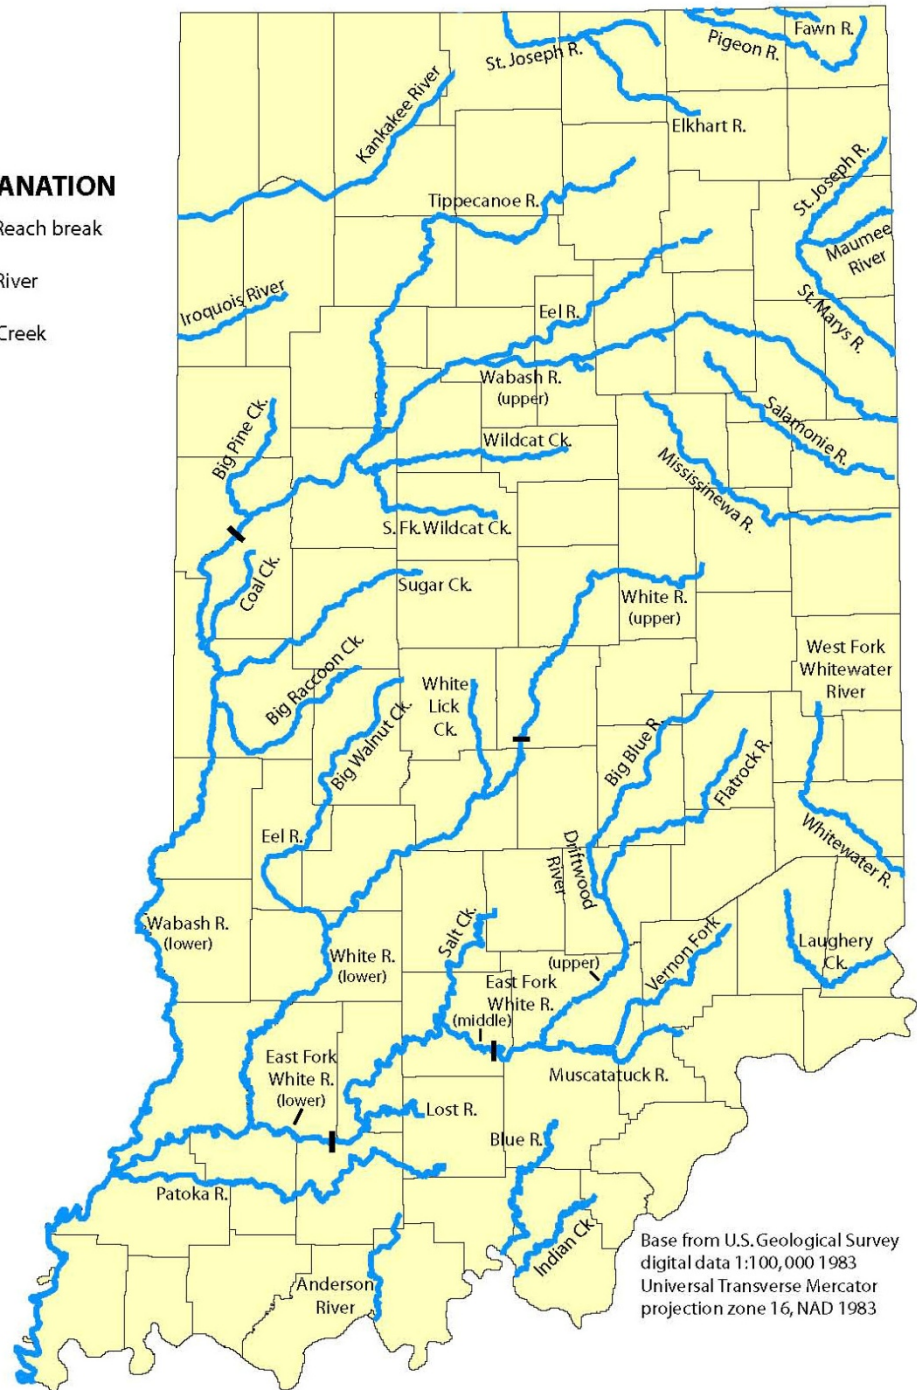 ANATION
Reach break
River
Creek
St. Joseph R.
Pigeon R.
Fawn R.
Kankakee River
Elkhart R.
Tippecanoe R.
St. Joseph R.
Maumee
River
Iroquois River
Eel R.
St. Marys R.
Wabash R.
(upper)
Big Pine Ck.
Wildcat Ck.
Salamonie R.
Mississinewa R.
S. Fk. Wildcat Ck.
Coal Ck.
Sugar Ck.
White R.
(upper)
Big Raccoon Ck.
West Fork
Whitewater
River
White
Lick
Ck.
Big Walnut Ck.
Big Blue R.
Flatrock R.
Eel R.
Driftwood
River
Whitewater R.
Wabash R.
(lower)
Salt Ck.
White R.
(lower)
(upper)
Vernon Fork
Laughery
Ck.
East Fork
White R.
(middle)
East Fork
White R.
(lower)
Muscatatuck R.
Lost R.
Blue R.
Patoka R.
Indian Ck.
Anderson
River
Base from U.S. Geological Survey
digital data 1:100,000 1983
Universal Transverse Mercator
projection zone 16, NAD 1983